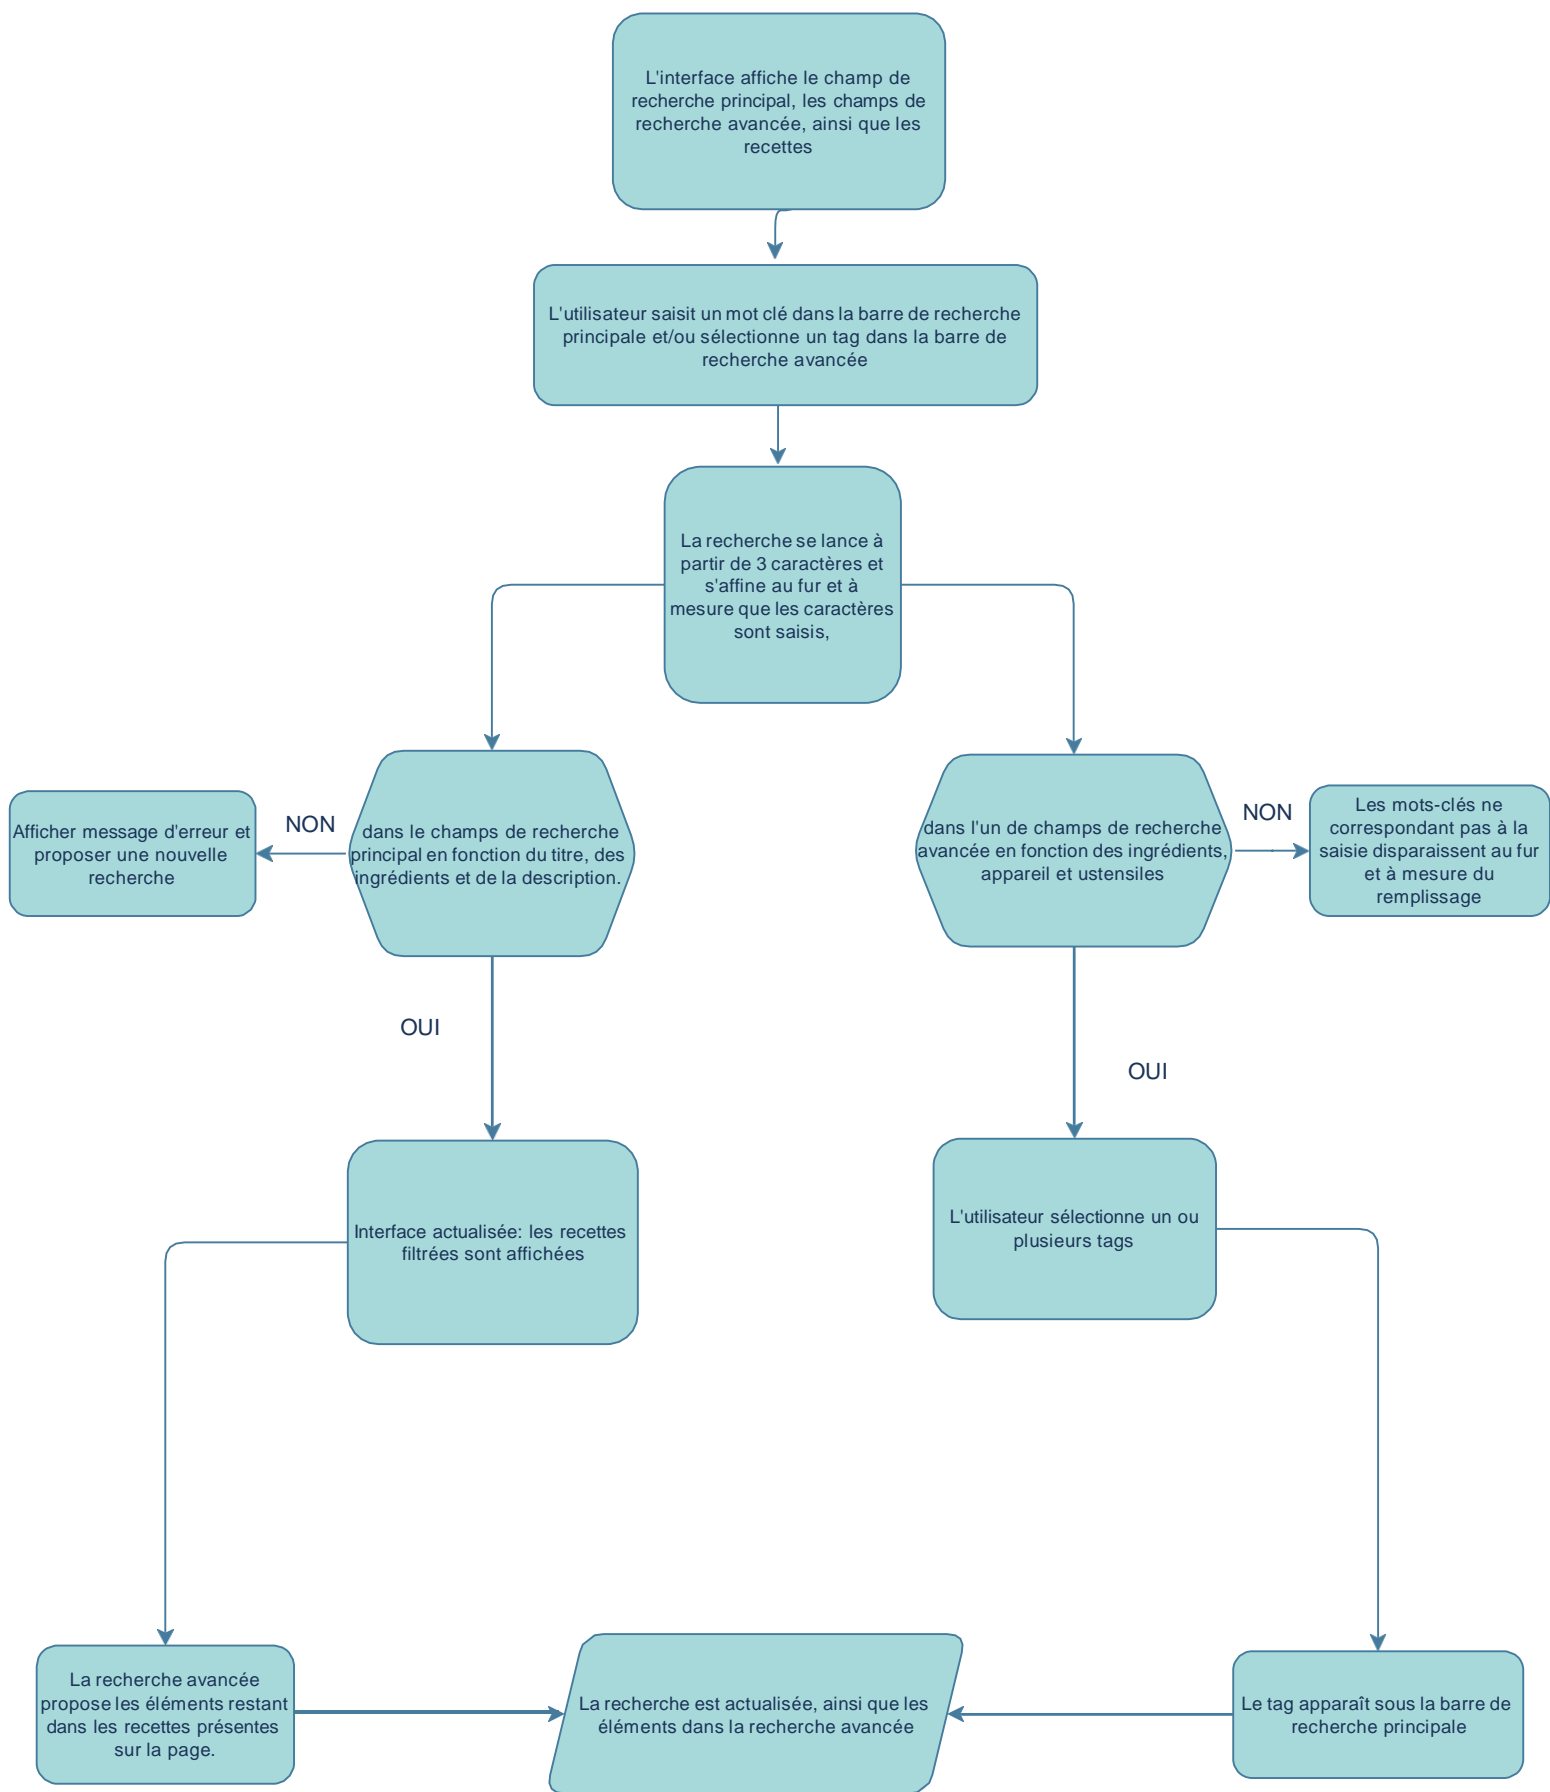 L'interface affiche le champ de
recherche principal, les champs de
recherche avancée, ainsi que les
recettes
L'utilisateur saisit un mot clé dans la barre de recherche
principale et/ou sélectionne un tag dans la barre de
recherche avancée
La recherche se lance à
partir de 3 caractères et
s'affine au fur et à
mesure que les caractères
sont saisis,
Afficher message d'erreur et
proposer une nouvelle
recherche
NON
dans le champs de recherche
principal en fonction du titre, des
ingrédients et de la description.
dans l'un de champs de recherche
avancée en fonction des ingrédients,
appareil et ustensiles
NON
Les mots-clés ne
correspondant pas à la
saisie disparaissent au fur
et à mesure du
remplissage
OUI
OUI
Interface actualisée: les recettes
filtrées sont affichées
L'utilisateur sélectionne un ou
plusieurs tags
La recherche avancée
propose les éléments restant
dans les recettes présentes
sur la page.
La recherche est actualisée, ainsi que les
éléments dans la recherche avancée
Le tag apparaît sous la barre de
recherche principale